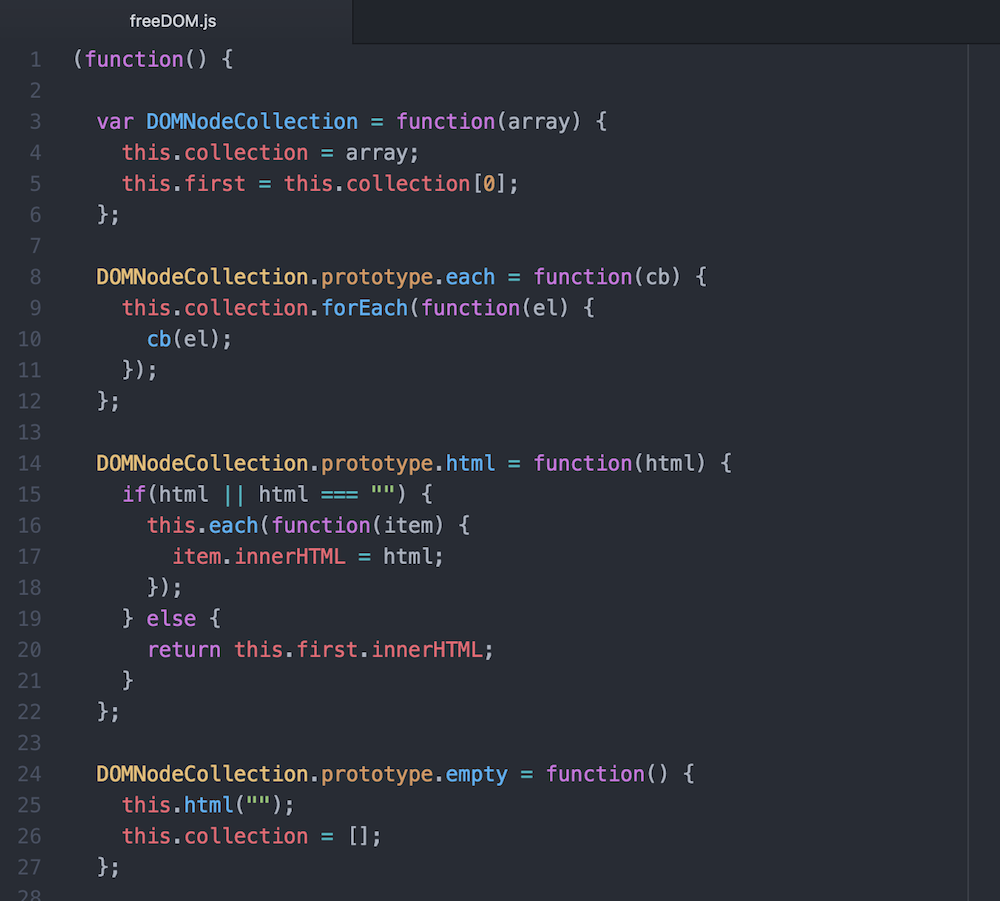 freeDOM.js
1 (function() {
2
3   var DOMNodeCollection = function(array) {
4     this.collection = array;
5     this.first = this.collection[0];
6   };
7
8   DOMNodeCollection.prototype.each = function(cb) {
9     this.collection.forEach(function(el) {
10       cb(el);
11     });
12   };
13
14   DOMNodeCollection.prototype.html = function(html) {
15     if(html || html === "") {
16       this.each(function(item) {
17         item.innerHTML = html;
18       });
19     } else {
20       return this.first.innerHTML;
21     }
22   };
23
24   DOMNodeCollection.prototype.empty = function() {
25     this.html("");
26     this.collection = [];
27   };
28